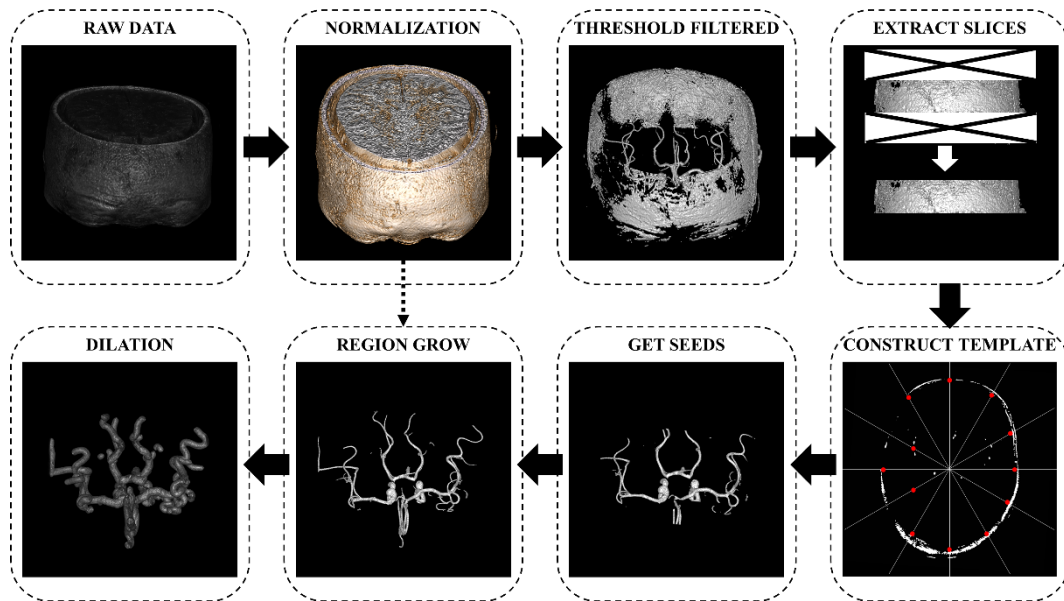 RAW DATA
NORMALIZATION
THRESHOLD FILTERED
EXTRACT SLICES
DILATION
REGION GROW
GET SEEDS
CONSTRUCT TEMPLATE